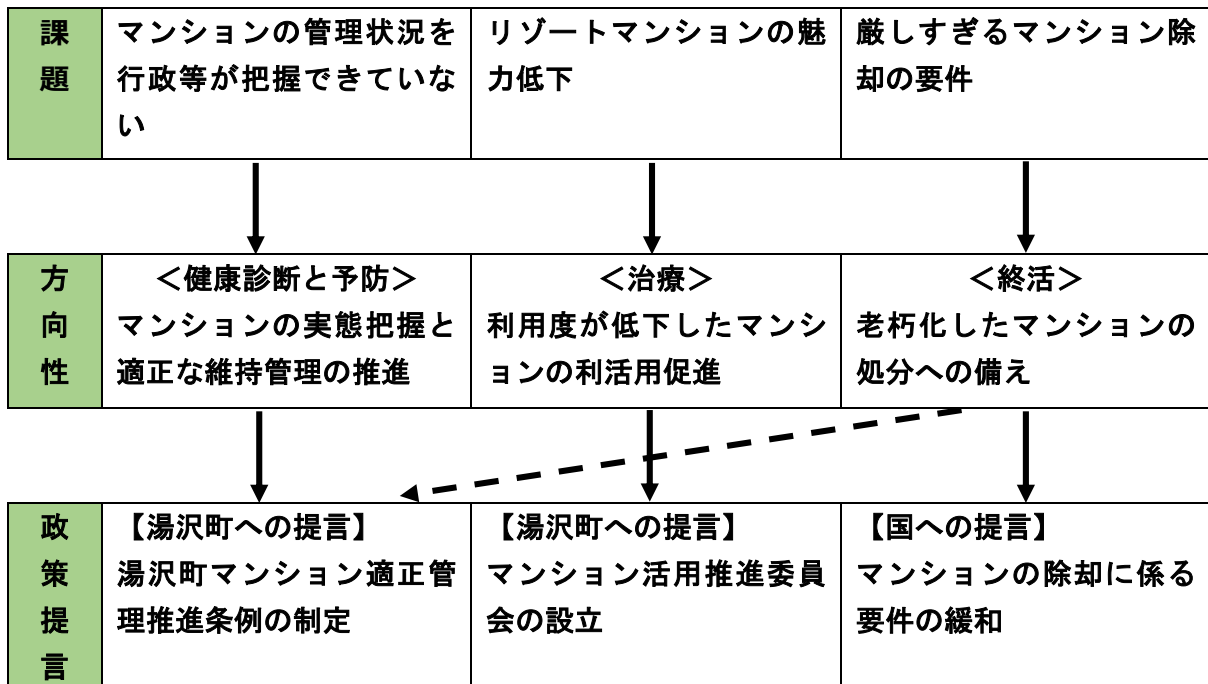 課
題
マンションの管理状況を
行政等が把握できていな
い
リゾートマンションの魅
力低下
厳しすぎるマンション除
却の要件
方
向
性
＜健康診断と予防＞
マンションの実態把握と
適正な維持管理の推進
＜治療＞
利用度が低下したマンシ
ョンの利活用促進
＜終活＞
老朽化したマンションの
処分への備え
政
策
提
言
【湯沢町への提言】
湯沢町マンション適正管
理推進条例の制定
【湯沢町への提言】
マンション活用推進委員
会の設立
【国への提言】
マンションの除却に係る
要件の緩和